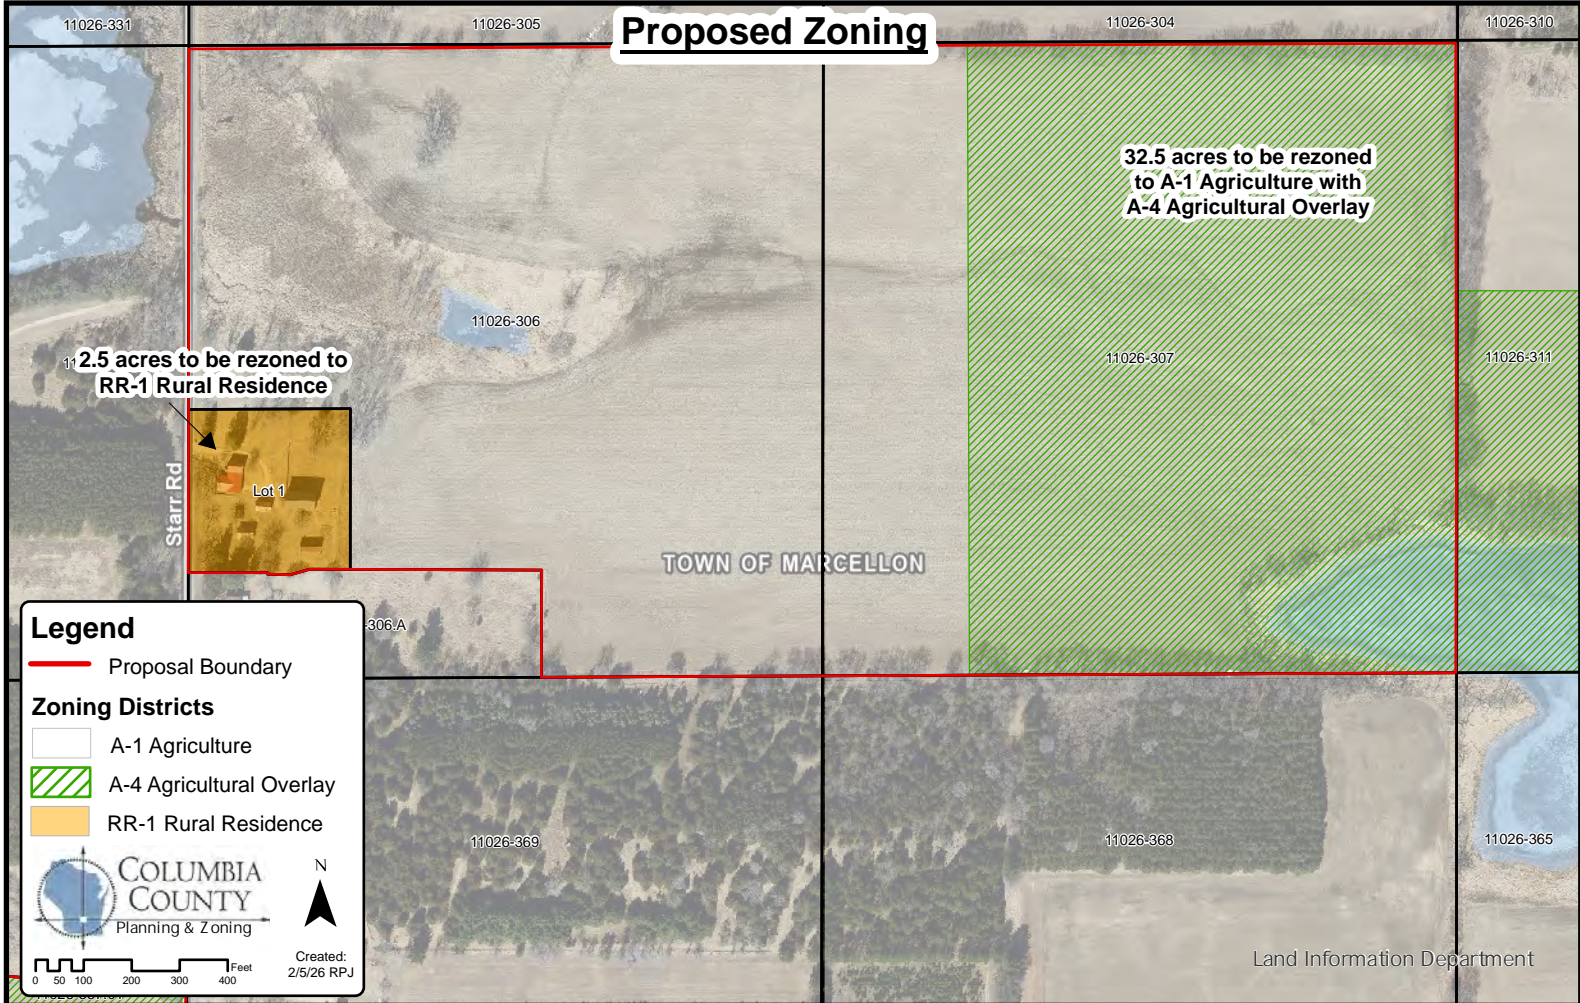 Proposed Zoning
11026-331
11026-305
11026-304
11026-310
32.5 acres to be rezoned
to A-1 Agriculture with
A-4 Agricultural Overlay
11026-306
11026-307
11026-311
2.5 acres to be rezoned to
RR-1 Rural Residence
Starr Rd
Lot 1
TOWN OF MARCELLON
-306.A
Legend
Proposal Boundary
Zoning Districts
A-1 Agriculture
A-4 Agricultural Overlay
RR-1 Rural Residence
COLUMBIA
COUNTY
Planning & Zoning
N
Created:
2/5/26 RPJ
0 50 100 200 300 400 Feet
11026-369
11026-368
11026-365
Land Information Department